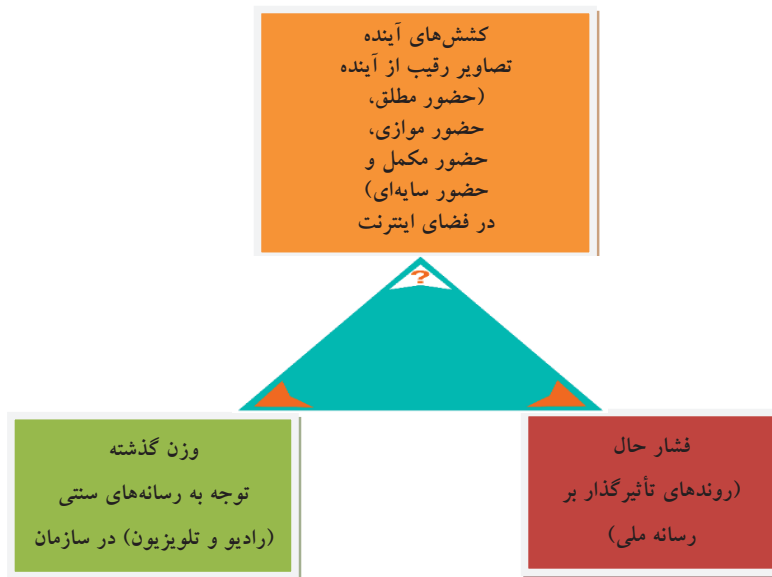 کشش‌های آینده
تصاویر رقیب از آینده
(حضور مطلق،
حضور موازی،
حضور مکمل و
حضور سایه‌ای)
در فضای اینترنت
?
فشار حال
(روندهای تأثیرگذار بر
رسانه ملی)
وزن گذشته
توجه به رسانه‌های سنتی
(رادیو و تلویزیون) در سازمان